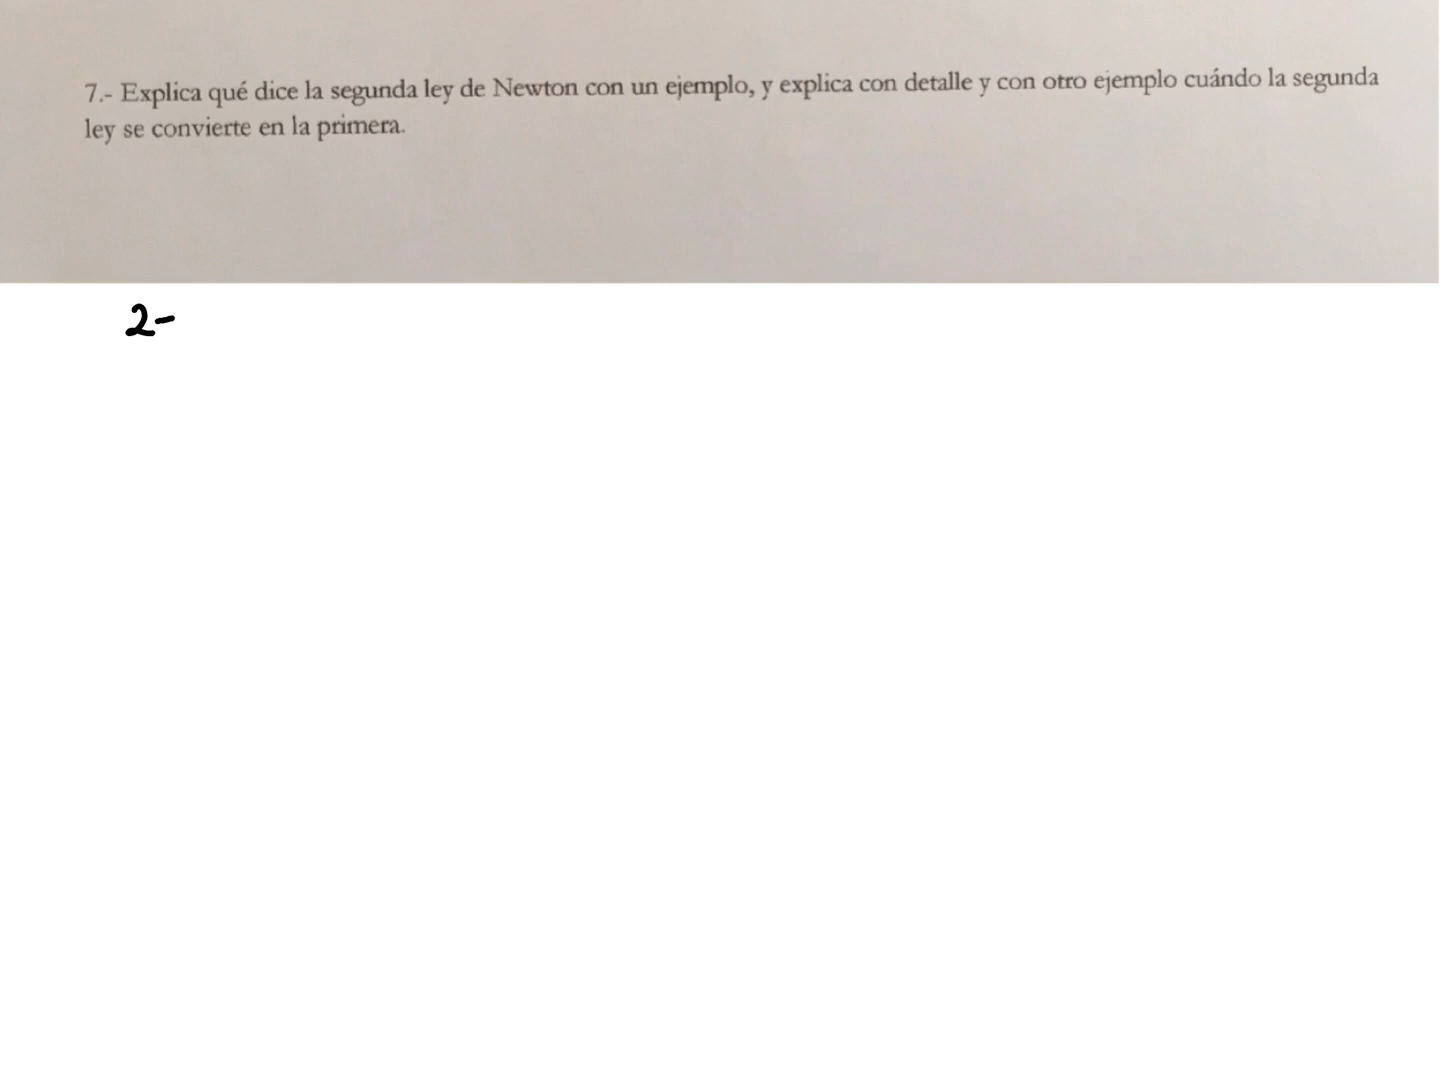 7.- Explica qué dice la segunda ley de Newton con un ejemplo, y explica con detalle y con otro ejemplo cuándo la segunda
ley se convierte en la primera.
2-